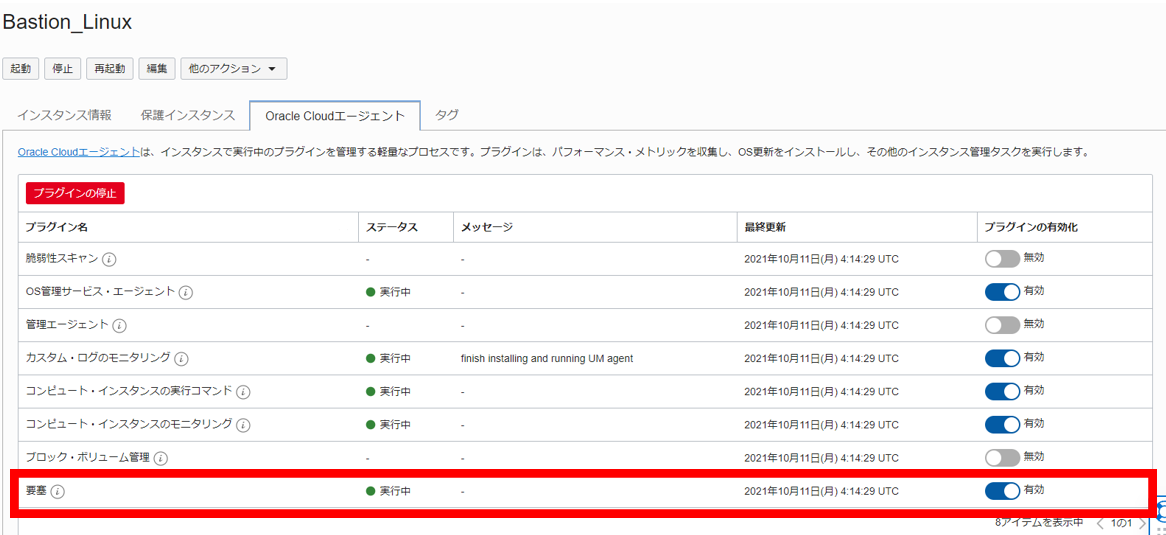 Bastion_Linux
起動 停止 再起動 編集 他のアクション
インスタンス情報 保護インスタンス Oracle Cloudエージェント タグ
Oracle Cloudエージェントは、インスタンスで実行中のプラグインを管理する軽量なプロセスです。プラグインは、パフォーマンス・メトリックを収集し、OS更新をインストールし、その他のインスタンス管理タスクを実行します。
プラグインの停止
プラグイン名 ステータス メッセージ 最終更新 プラグインの有効化
脆弱性スキャン - - 2021年10月11日(月) 4:14:29 UTC 無効
OS管理サービス・エージェント 実行中 - 2021年10月11日(月) 4:14:29 UTC 有効
管理エージェント - - 2021年10月11日(月) 4:14:29 UTC 無効
カスタム・ログのモニタリング 実行中 finish installing and running UM agent 2021年10月11日(月) 4:14:29 UTC 有効
コンピュート・インスタンスの実行コマンド 実行中 - 2021年10月11日(月) 4:14:29 UTC 有効
コンピュート・インスタンスのモニタリング 実行中 - 2021年10月11日(月) 4:14:29 UTC 有効
ブロック・ボリューム管理 - - 2021年10月11日(月) 4:14:29 UTC 無効
要塞 実行中 - 2021年10月11日(月) 4:14:29 UTC 有効
8アイテムを表示中 1の1